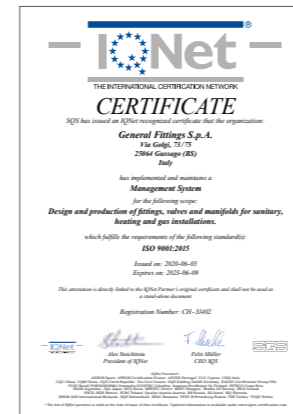 IQNet ®
THE INTERNATIONAL CERTIFICATION NETWORK
CERTIFICATE
SQS has issued an IQNet recognized certificate that the organization:
General Fittings S.p.A.
Via Golgi, 73/75
25064 Gussago (BS)
Italy
has implemented and maintains a
Management System
for the following scope:
Design and production of fittings, valves and manifolds for sanitary,
heating and gas installations.
which fulfills the requirements of the following standard(s):
ISO 9001:2015
Issued on: 2020-06-05
Expires on: 2023-06-09
This attestation is directly linked to the IQNet Partner's original certificate and shall not be used as
a stand-alone document
Registration Number: CH-31402
IQNet
SQS
Alex Stoichitoiu
President of IQNet
Felix Müller
CEO SQS
IQNet Partners*: